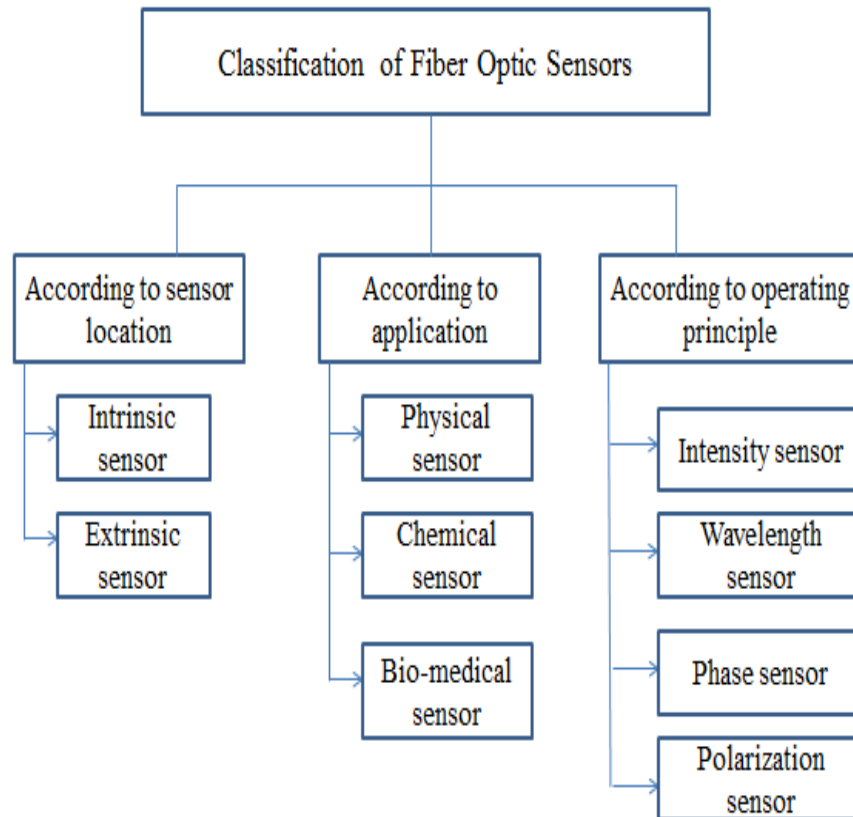 Classification of Fiber Optic Sensors
According to sensor
location
Intrinsic
sensor
Extrinsic
sensor
According to
application
Physical
sensor
Chemical
sensor
Bio-medical
sensor
According to operating
principle
Intensity sensor
Wavelength
sensor
Phase sensor
Polarization
sensor